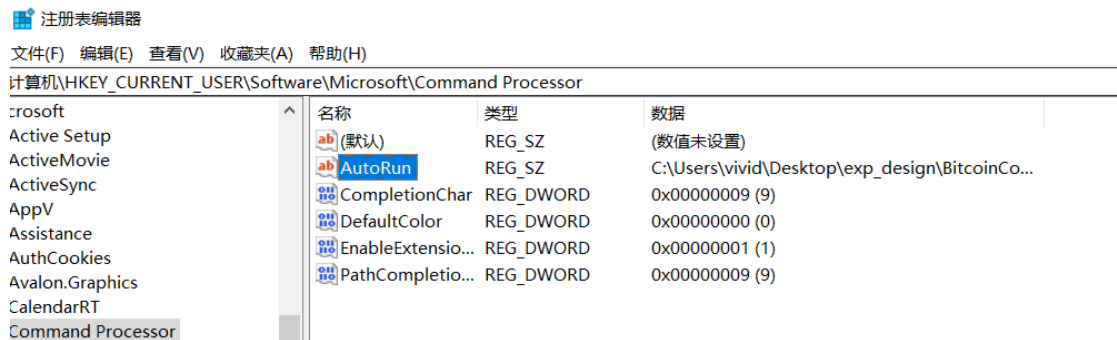 注册表编辑器
文件(F) 编辑(E) 查看(V) 收藏夹(A) 帮助(H)
计算机\HKEY_CURRENT_USER\Software\Microsoft\Command Processor
crosoft
Active Setup
ActiveMovie
ActiveSync
AppV
Assistance
AuthCookies
Avalon.Graphics
CalendarRT
Command Processor
名称 类型 数据
ab (默认) REG_SZ (数值未设置)
ab AutoRun REG_SZ C:\Users\vivid\Desktop\exp_design\BitcoinCo...
CompletionChar REG_DWORD 0x00000009 (9)
DefaultColor REG_DWORD 0x00000000 (0)
EnableExtensio... REG_DWORD 0x00000001 (1)
PathCompletio... REG_DWORD 0x00000009 (9)